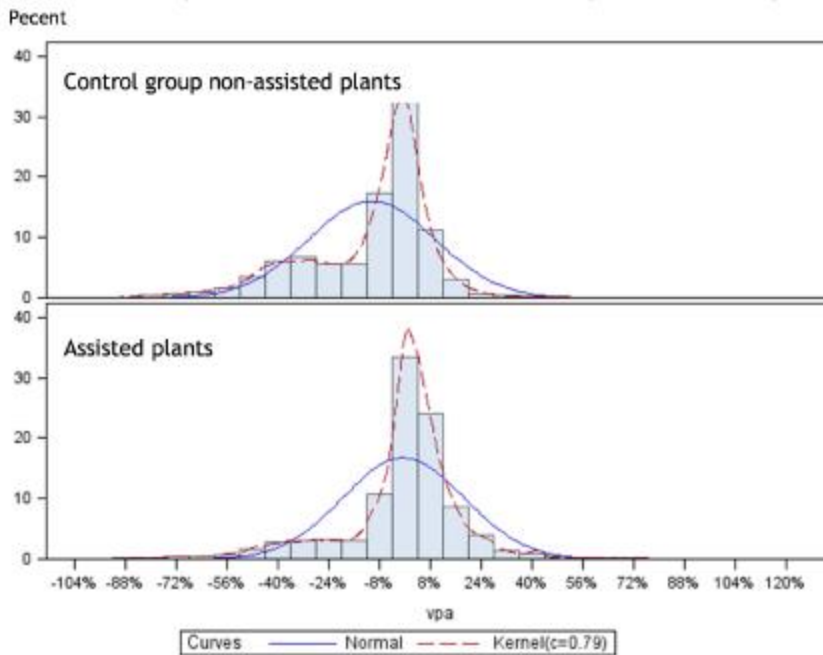 Pecent
40
Control group non-assisted plants
30
20
10
0
40
Assisted plants
30
20
10
0
-104% -88% -72% -56% -40% -24% -8% 8% 24% 40% 56% 72% 88% 104% 120%
vpa
Curves Normal Kernel(c=0.79)